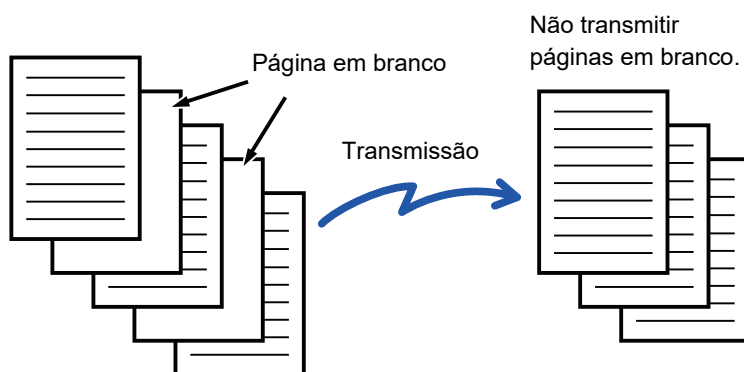 Página em branco
Transmissão
Não transmitir
páginas em branco.